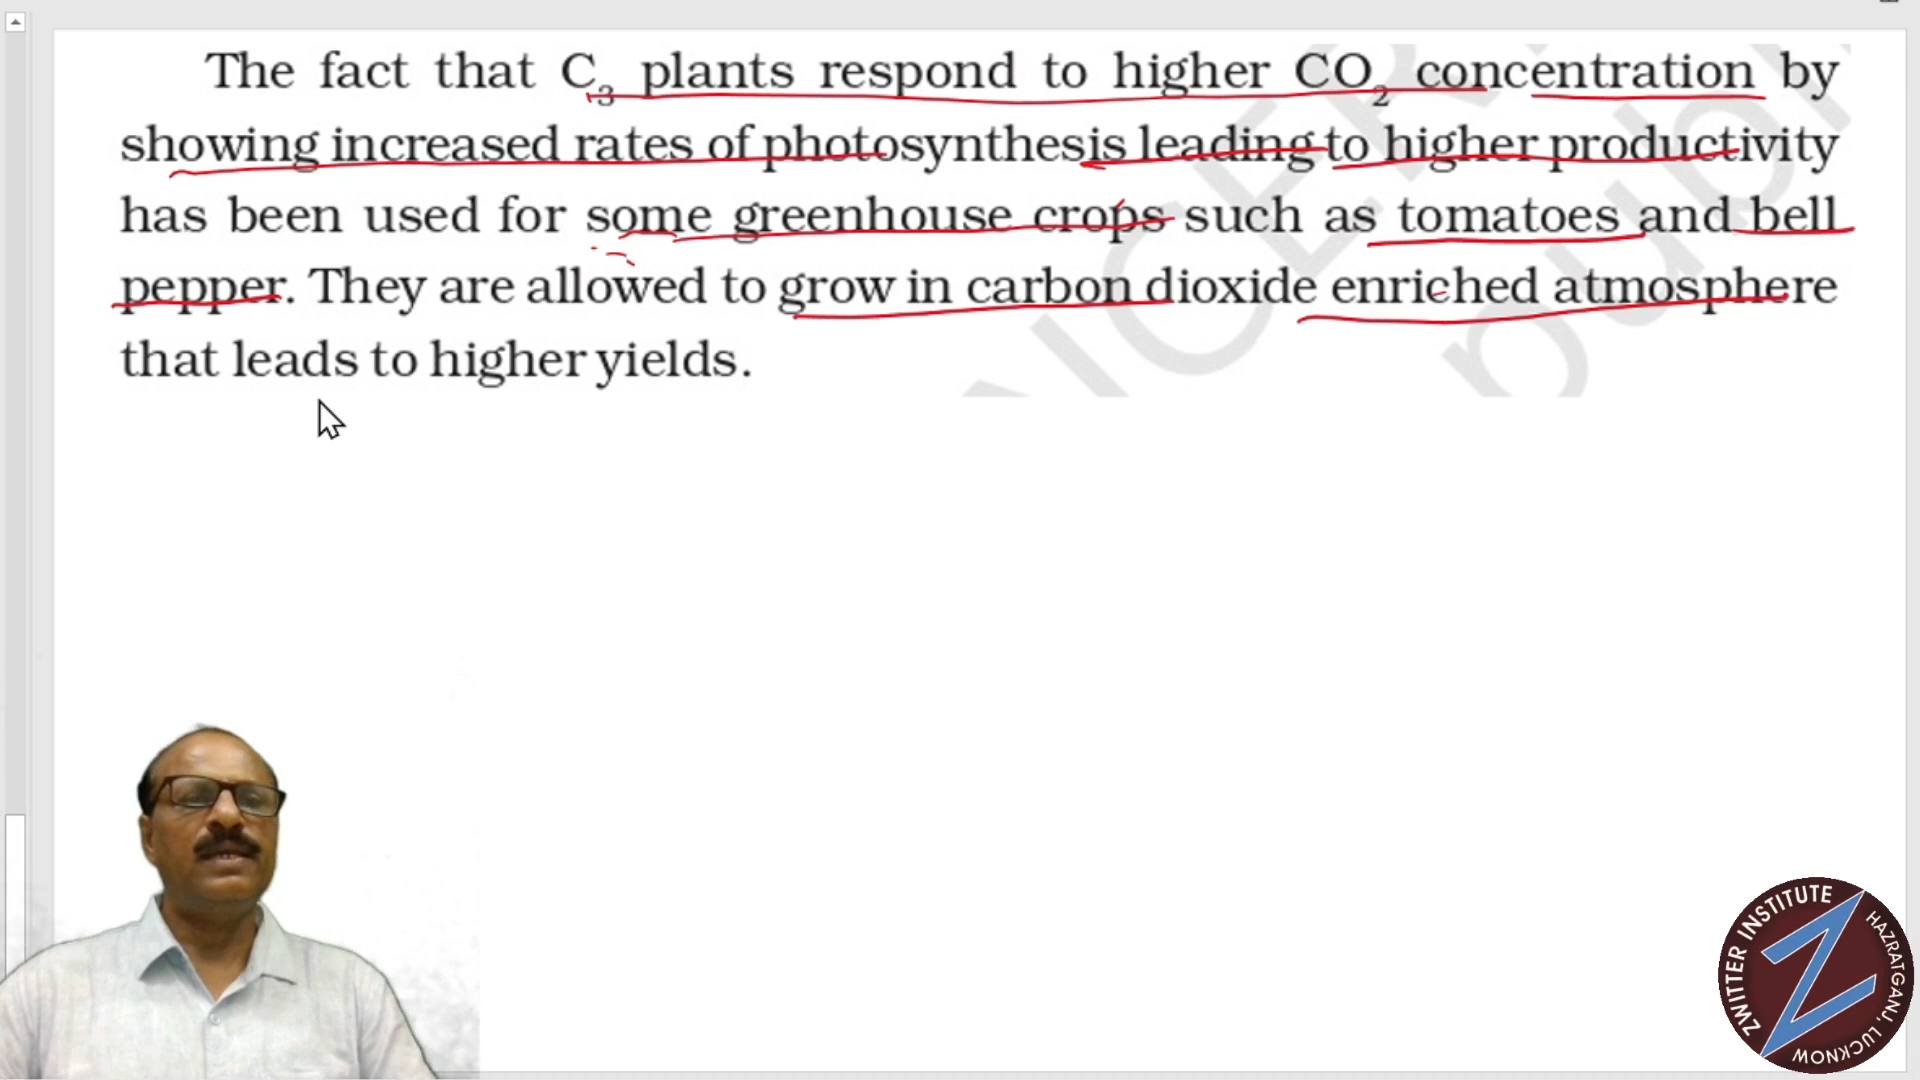 The fact that C₃ plants respond to higher CO₂ concentration by
showing increased rates of photosynthesis leading to higher productivity
has been used for some greenhouse crops such as tomatoes and bell
pepper. They are allowed to grow in carbon dioxide enriched atmosphere
that leads to higher yields.
ZWITTER INSTITUTE
HAZRATGANJ, LUCKNOW